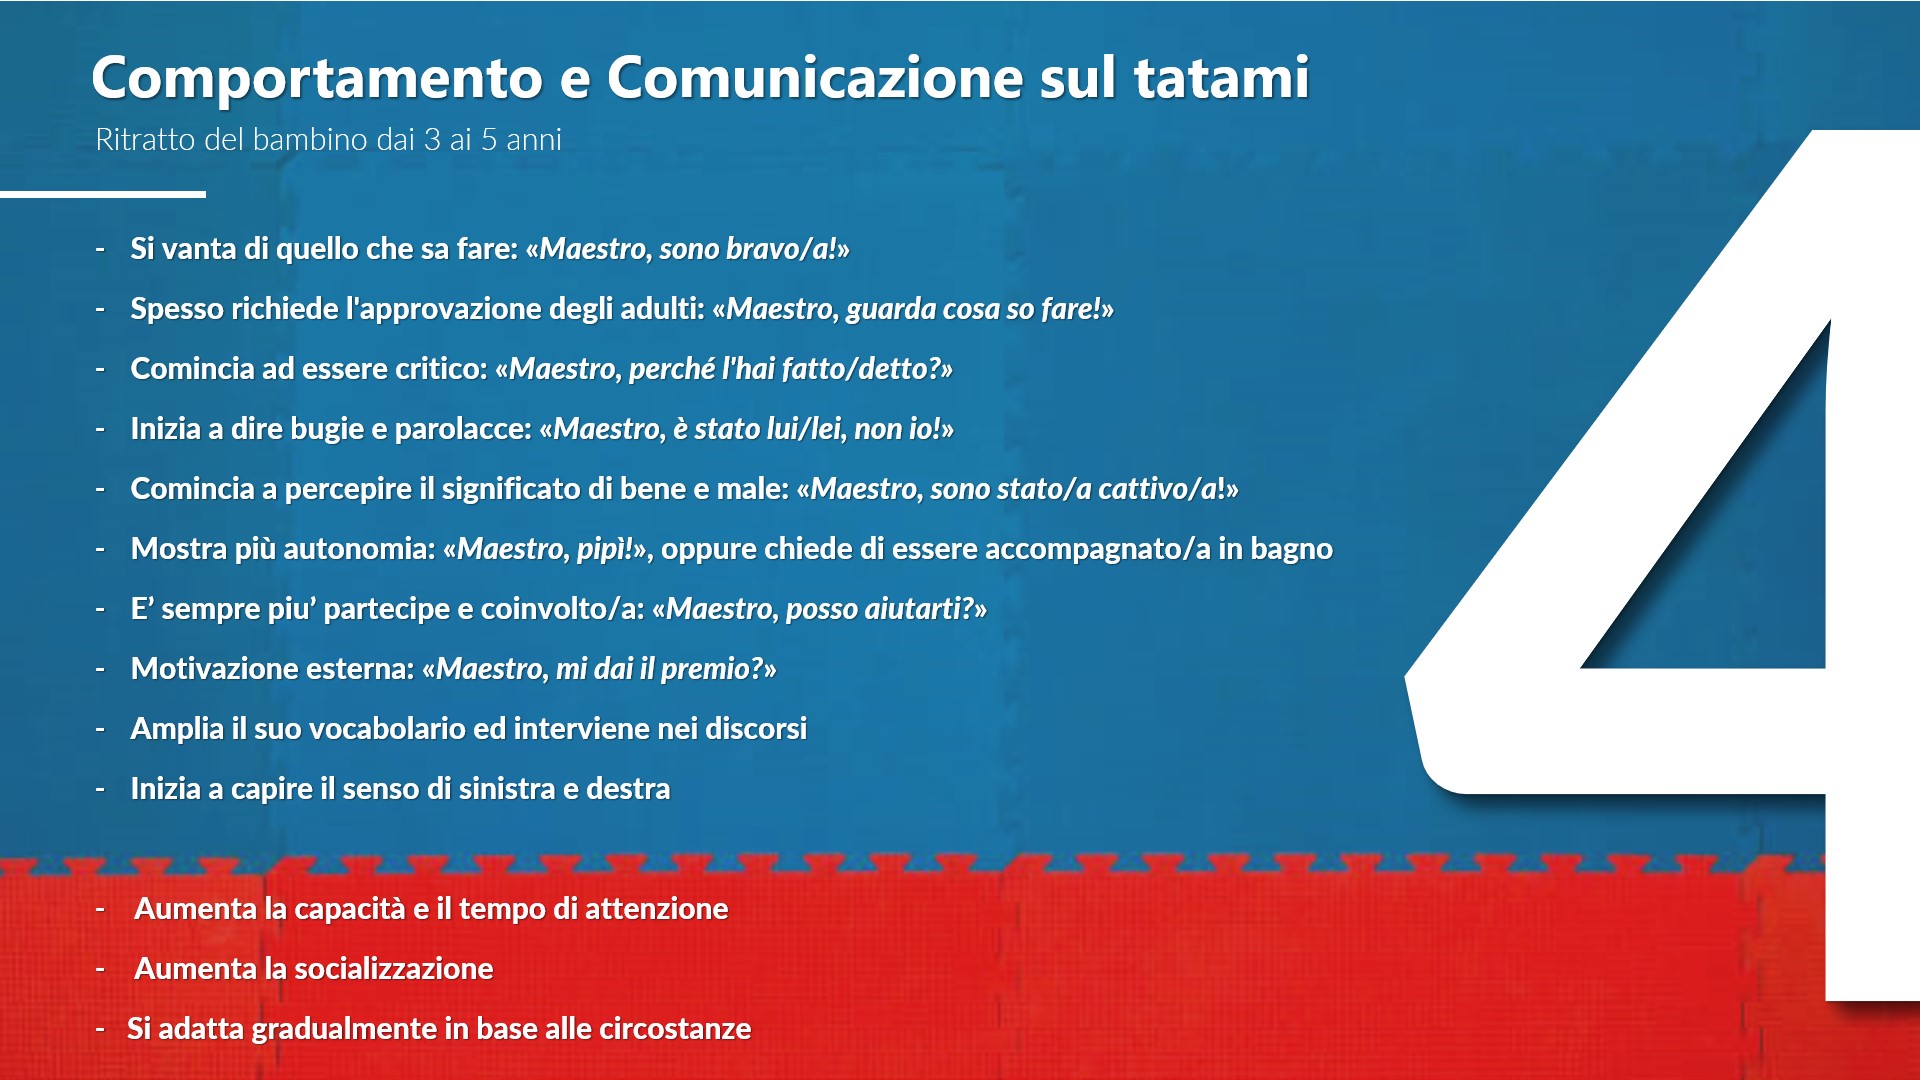 Comportamento e Comunicazione sul tatami
Ritratto del bambino dai 3 ai 5 anni
- Si vanta di quello che sa fare: «Maestro, sono bravo/a!»
- Spesso richiede l'approvazione degli adulti: «Maestro, guarda cosa so fare!»
- Comincia ad essere critico: «Maestro, perché l'hai fatto/detto?»
- Inizia a dire bugie e parolacce: «Maestro, è stato lui/lei, non io!»
- Comincia a percepire il significato di bene e male: «Maestro, sono stato/a cattivo/a!»
- Mostra più autonomia: «Maestro, pipì!», oppure chiede di essere accompagnato/a in bagno
- E’ sempre piu’ partecipe e coinvolto/a: «Maestro, posso aiutarti?»
- Motivazione esterna: «Maestro, mi dai il premio?»
- Amplia il suo vocabolario ed interviene nei discorsi
- Inizia a capire il senso di sinistra e destra
- Aumenta la capacità e il tempo di attenzione
- Aumenta la socializzazione
- Si adatta gradualmente in base alle circostanze
4